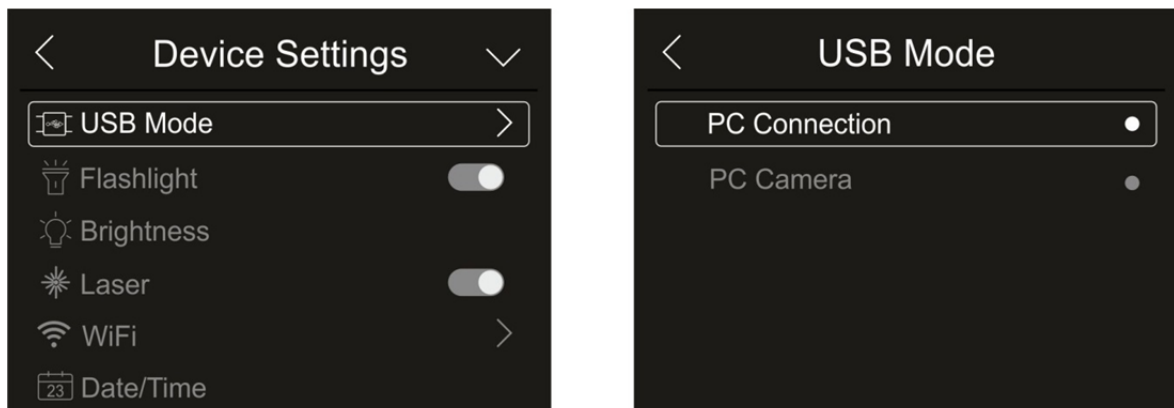 Device Settings
USB Mode
Flashlight
Brightness
Laser
WiFi
23 Date/Time
USB Mode
PC Connection
PC Camera